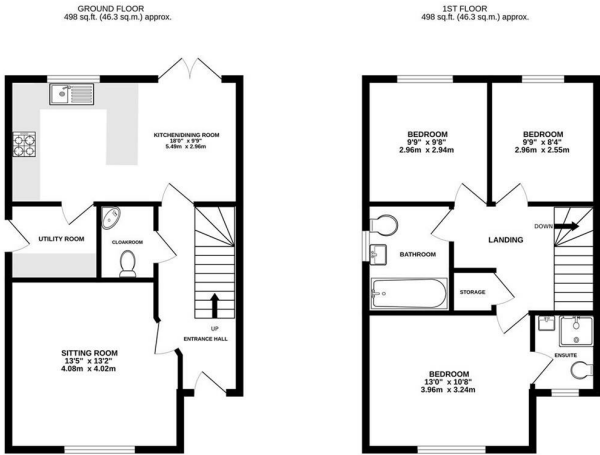 GROUND FLOOR
498 sq.ft. (46.3 sq.m.) approx.
KITCHEN/DINING ROOM
18'0" x 9'9"
5.49m x 2.96m
UTILITY ROOM
CLOAKROOM
UP
ENTRANCE HALL
SITTING ROOM
13'5" x 13'2"
4.08m x 4.02m
1ST FLOOR
498 sq.ft. (46.3 sq.m.) approx.
BEDROOM
9'9" x 9'8"
2.96m x 2.94m
BEDROOM
9'9" x 8'4"
2.96m x 2.55m
DOWN
LANDING
BATHROOM
STORAGE
BEDROOM
13'0" x 10'8"
3.96m x 3.24m
ENSUITE